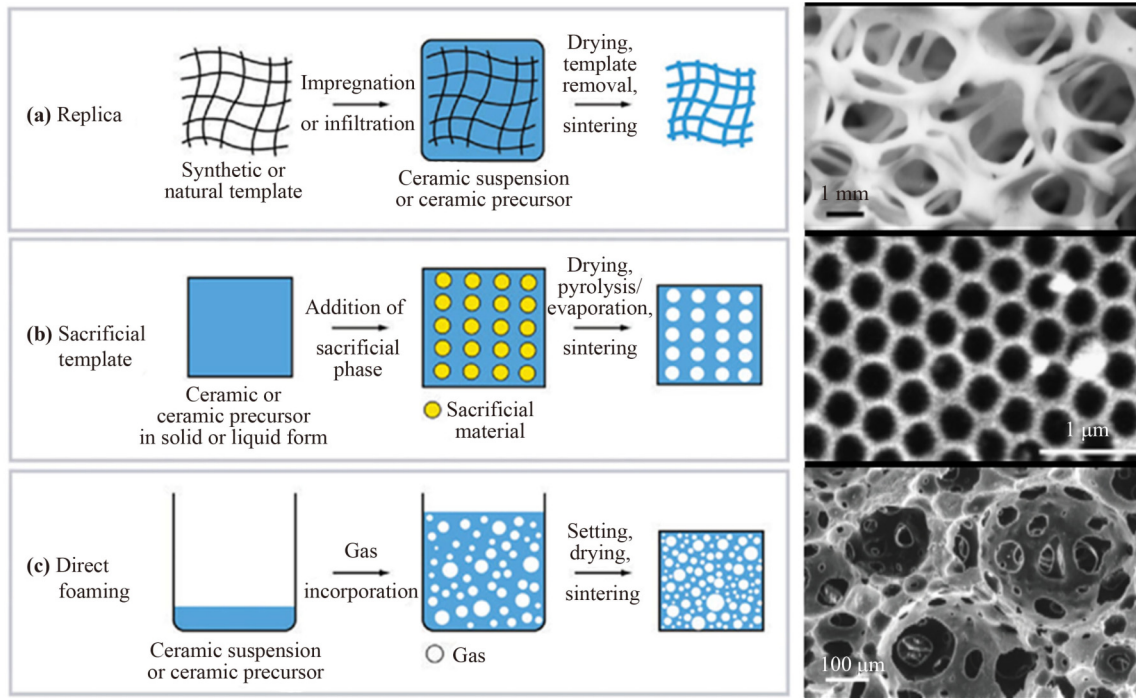 (a) Replica
Synthetic or
natural template
Impregnation
or infiltration
Ceramic suspension
or ceramic precursor
Drying,
template
removal,
sintering
1 mm
(b) Sacrificial
template
Ceramic or
ceramic precursor
in solid or liquid form
Addition of
sacrificial
phase
Sacrificial
material
Drying,
pyrolysis/
evaporation,
sintering
1 μm
(c) Direct
foaming
Ceramic suspension
or ceramic precursor
Gas
incorporation
Gas
Setting,
drying,
sintering
100 μm